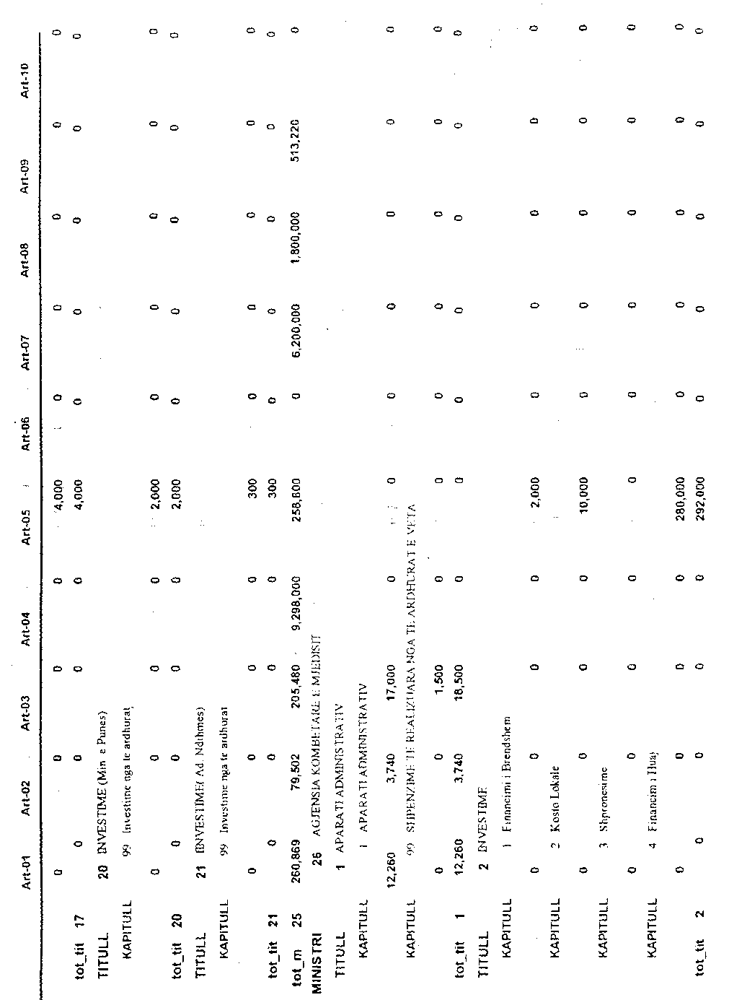 Art-01 Art-02 Art-03 Art-04 Art-05 Art-06 Art-07 Art-08 Art-09 Art-10
0 0 0 0 4,000 0 0 0 0 0
tot_tit 17 0 0 0 0 4,000 0 0 0 0 0
TITULL 20 INVESTIME (Min e Punes)
KAPITULL 99 Investime nga te ardhurat
0 0 0 0 2,000 0 0 0 0 0
tot_tit 20 0 0 0 0 2,000 0 0 0 0 0
TITULL 21 INVESTIME( Ad Ndihmes)
KAPITULL 99 Investime nga te ardhurat
0 0 0 0 300 0 0 0 0 0
tot_tit 21 0 0 0 0 300 0 0 0 0 0
tot_m 25 260,869 79,502 205,480 9,298,000 258,800 0 6,200,000 1,800,000 513,220 0
MINISTRI 26 AGJENSIA KOMBETARE E MJEDISIT
TITULL 1 APARATI ADMINISTRATIV
KAPITULL 1 APARATI ADMINISTRATIV
12,260 3,740 17,000 0 0 0 0 0 0 0
KAPITULL 99 SHPENZIME TE REALIZUARA NGA TE ARDHURAT E VETA
0 0 1,500 0 0 0 0 0 0 0
tot_tit 1 12,260 3,740 18,500 0 0 0 0 0 0 0
TITULL 2 INVESTIME
KAPITULL 1 Financimi i Brendshem
0 0 0 0 2,000 0 0 0 0 0
KAPITULL 2 Kosto Lokale
0 0 0 0 10,000 0 0 0 0 0
KAPITULL 3 Shpronesime
0 0 0 0 0 0 0 0 0 0
KAPITULL 4 Financim i Huaj
0 0 0 0 280,000 0 0 0 0 0
tot_tit 2 0 0 0 0 292,000 0 0 0 0 0